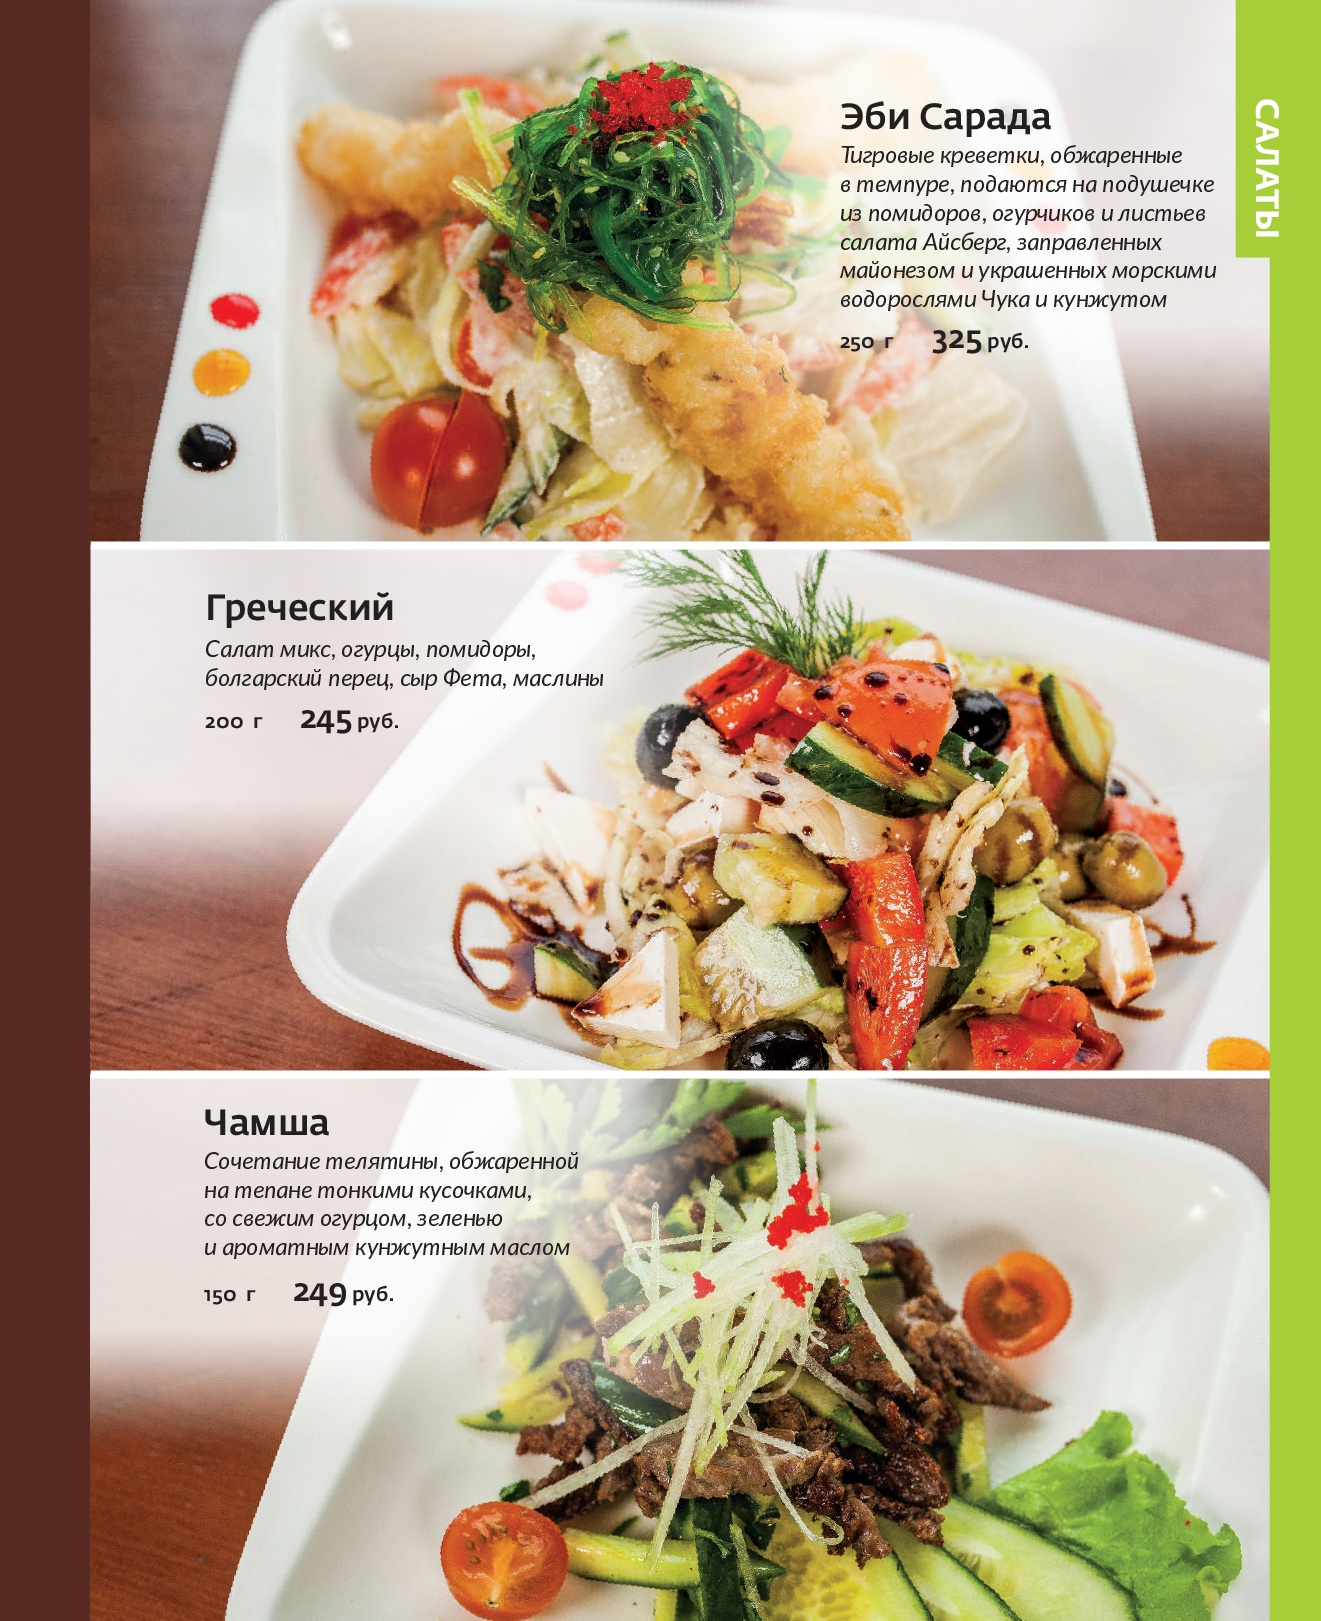 САЛАТЫ
Эби Сарада
Тигровые креветки, обжаренные
в темпуре, подаются на подушечке
из помидоров, огурчиков и листьев
салата Айсберг, заправленных
майонезом и украшенных морскими
водорослями Чука и кунжутом
250 г 325 руб.
Греческий
Салат микс, огурцы, помидоры,
болгарский перец, сыр Фета, маслины
200 г 245 руб.
Чамша
Сочетание телятины, обжаренной
на тепане тонкими кусочками,
со свежим огурцом, зеленью
и ароматным кунжутным маслом
150 г 249 руб.